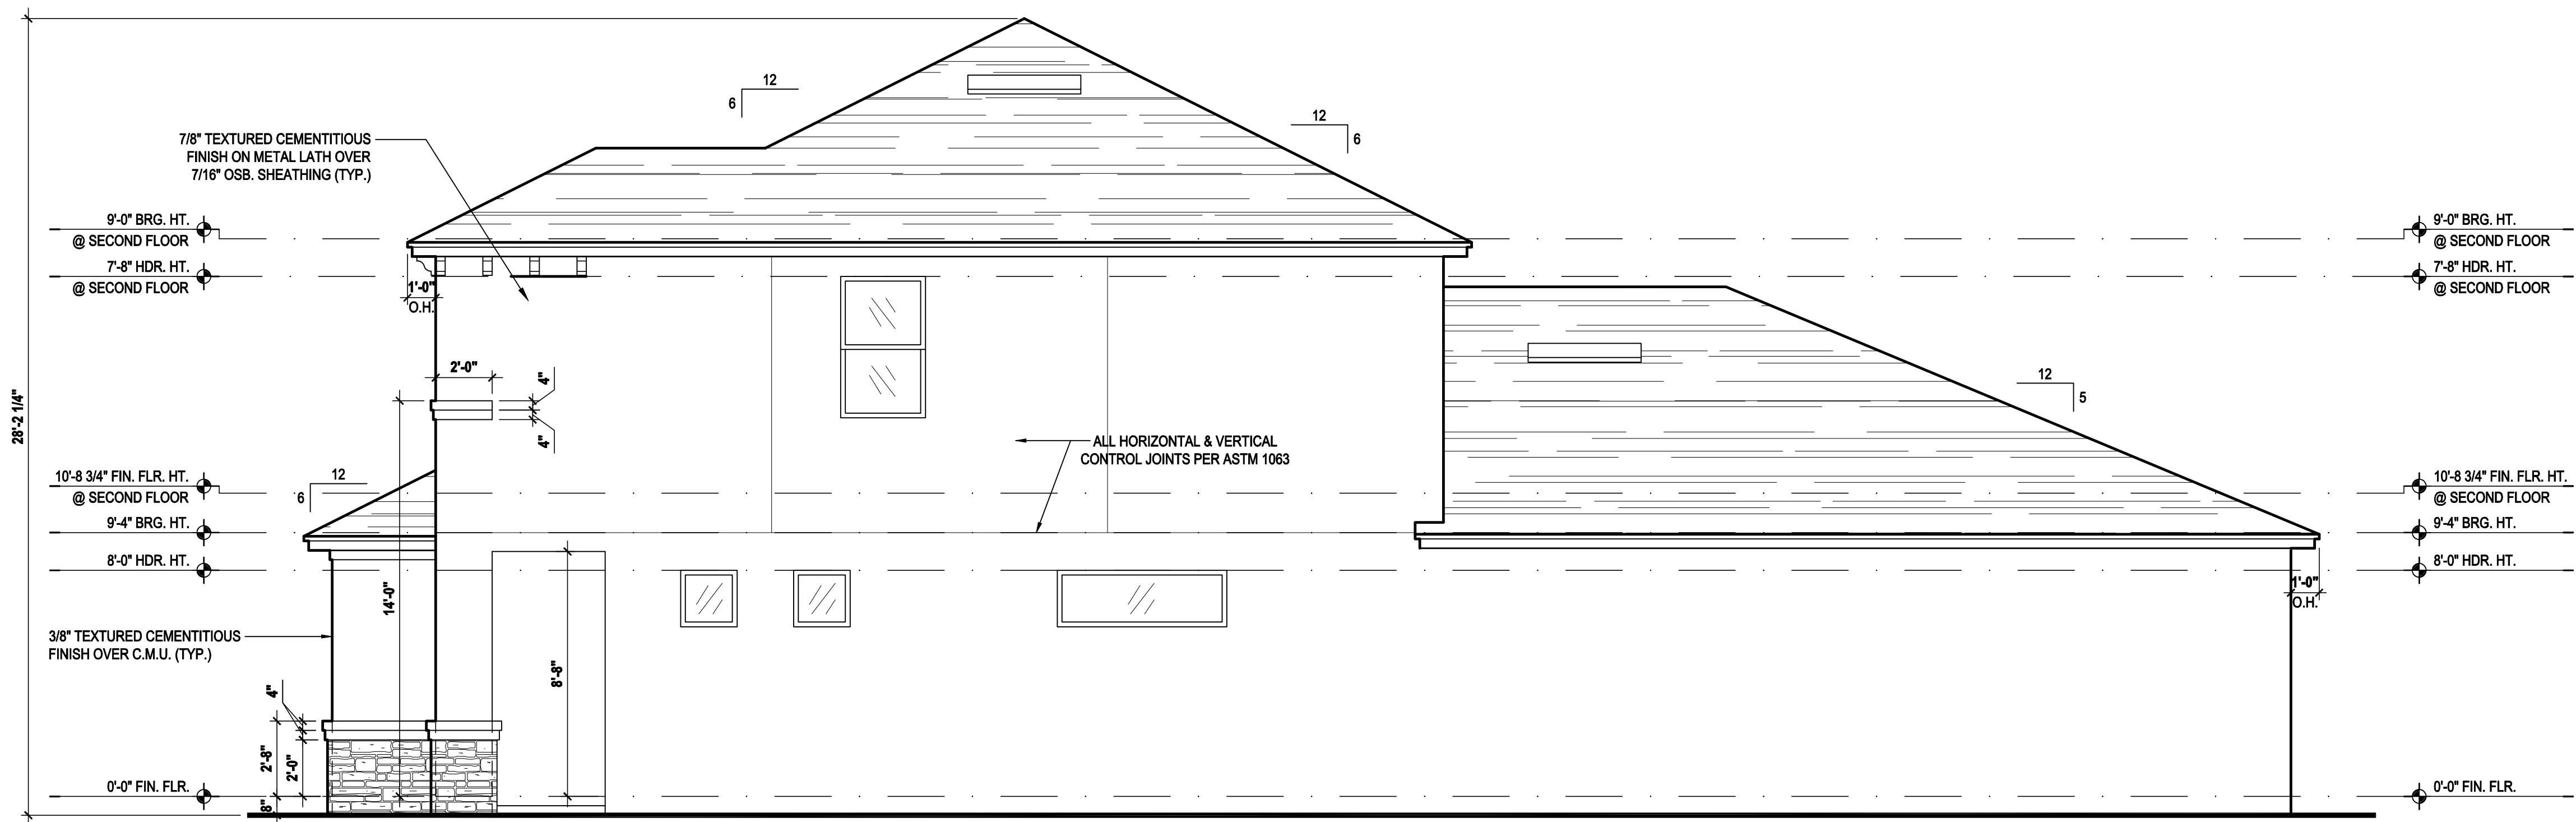 12
6
12
6
7/8" TEXTURED CEMENTITIOUS
FINISH ON METAL LATH OVER
7/16" OSB. SHEATHING (TYP.)
9'-0" BRG. HT.
@ SECOND FLOOR
7'-8" HDR. HT.
@ SECOND FLOOR
9'-0" BRG. HT.
@ SECOND FLOOR
7'-8" HDR. HT.
@ SECOND FLOOR
1'-0"
O.H.
2'-0"
4"
4"
12
5
28'-2 1/4"
ALL HORIZONTAL & VERTICAL
CONTROL JOINTS PER ASTM 1063
10'-8 3/4" FIN. FLR. HT.
@ SECOND FLOOR
9'-4" BRG. HT.
8'-0" HDR. HT.
12
6
10'-8 3/4" FIN. FLR. HT.
@ SECOND FLOOR
9'-4" BRG. HT.
8'-0" HDR. HT.
1'-0"
O.H.
14'-0"
3/8" TEXTURED CEMENTITIOUS
FINISH OVER C.M.U. (TYP.)
8'-8"
4"
2'-8"
2'-0"
8"
0'-0" FIN. FLR.
0'-0" FIN. FLR.